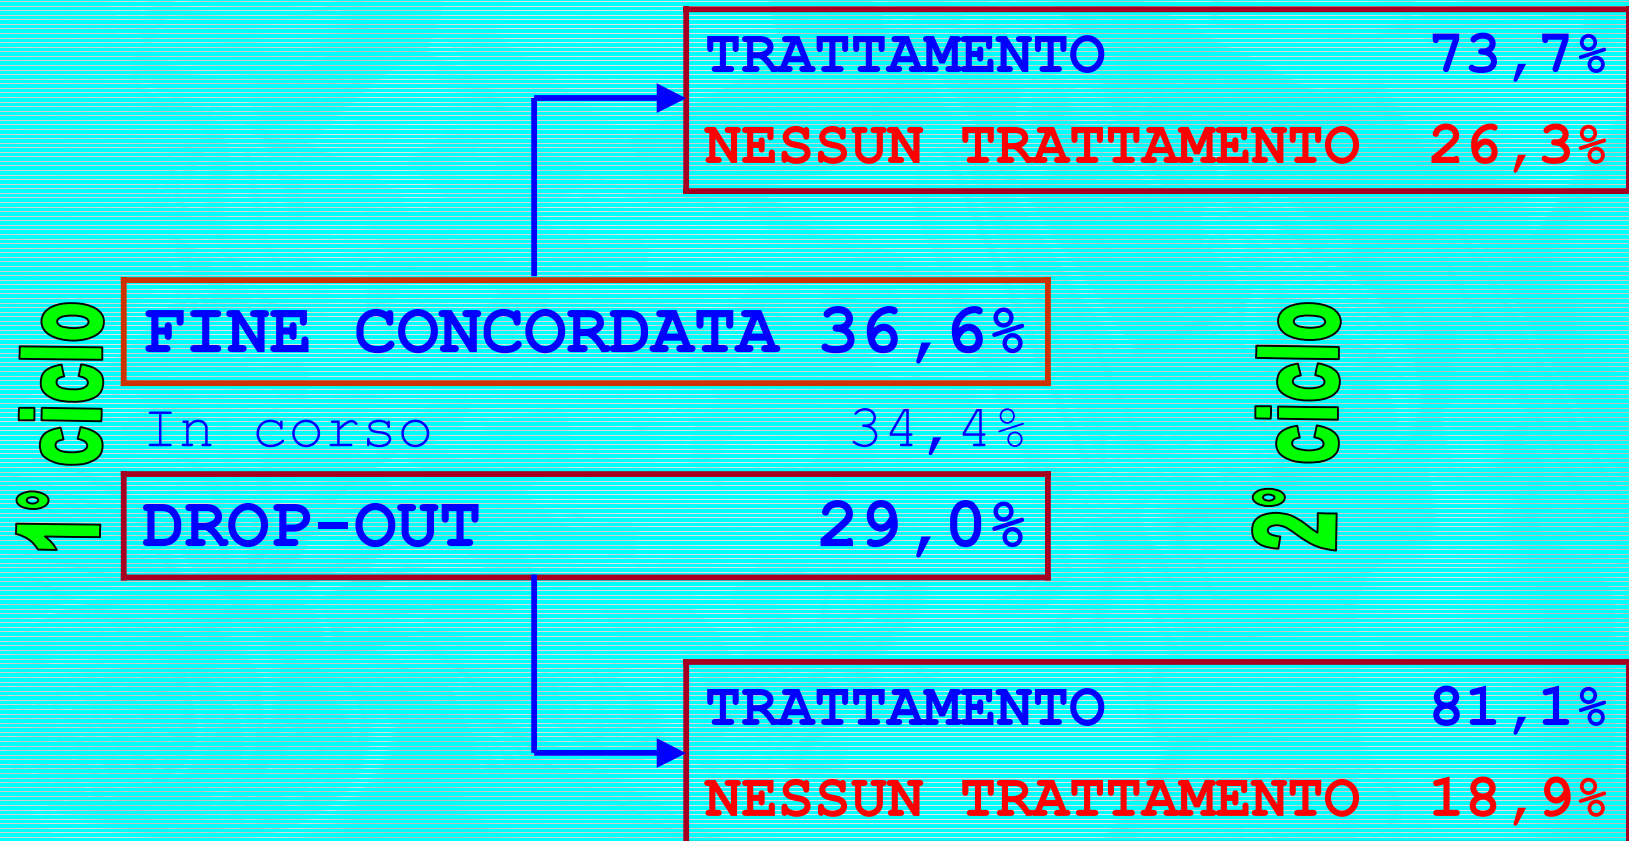 TRATTAMENTO 73,7%
NESSUN TRATTAMENTO 26,3%
1° ciclo
FINE CONCORDATA 36,6%
In corso 34,4%
DROP-OUT 29,0%
2° ciclo
TRATTAMENTO 81,1%
NESSUN TRATTAMENTO 18,9%